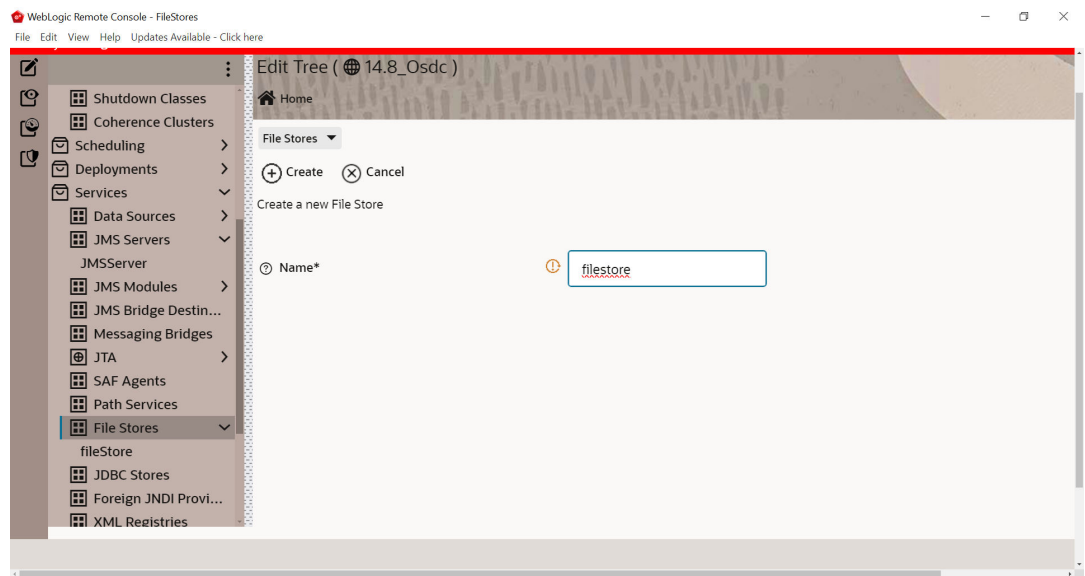 WebLogic Remote Console - FileStores
File Edit View Help Updates Available - Click here
Edit Tree ( 14.8_Osdc )
Home
File Stores
Create Cancel
Create a new File Store
Name*
filestore
Shutdown Classes
Coherence Clusters
Scheduling
Deployments
Services
Data Sources
JMS Servers
JMSServer
JMS Modules
JMS Bridge Destin...
Messaging Bridges
JTA
SAF Agents
Path Services
File Stores
fileStore
JDBC Stores
Foreign JNDI Provi...
XML Registries